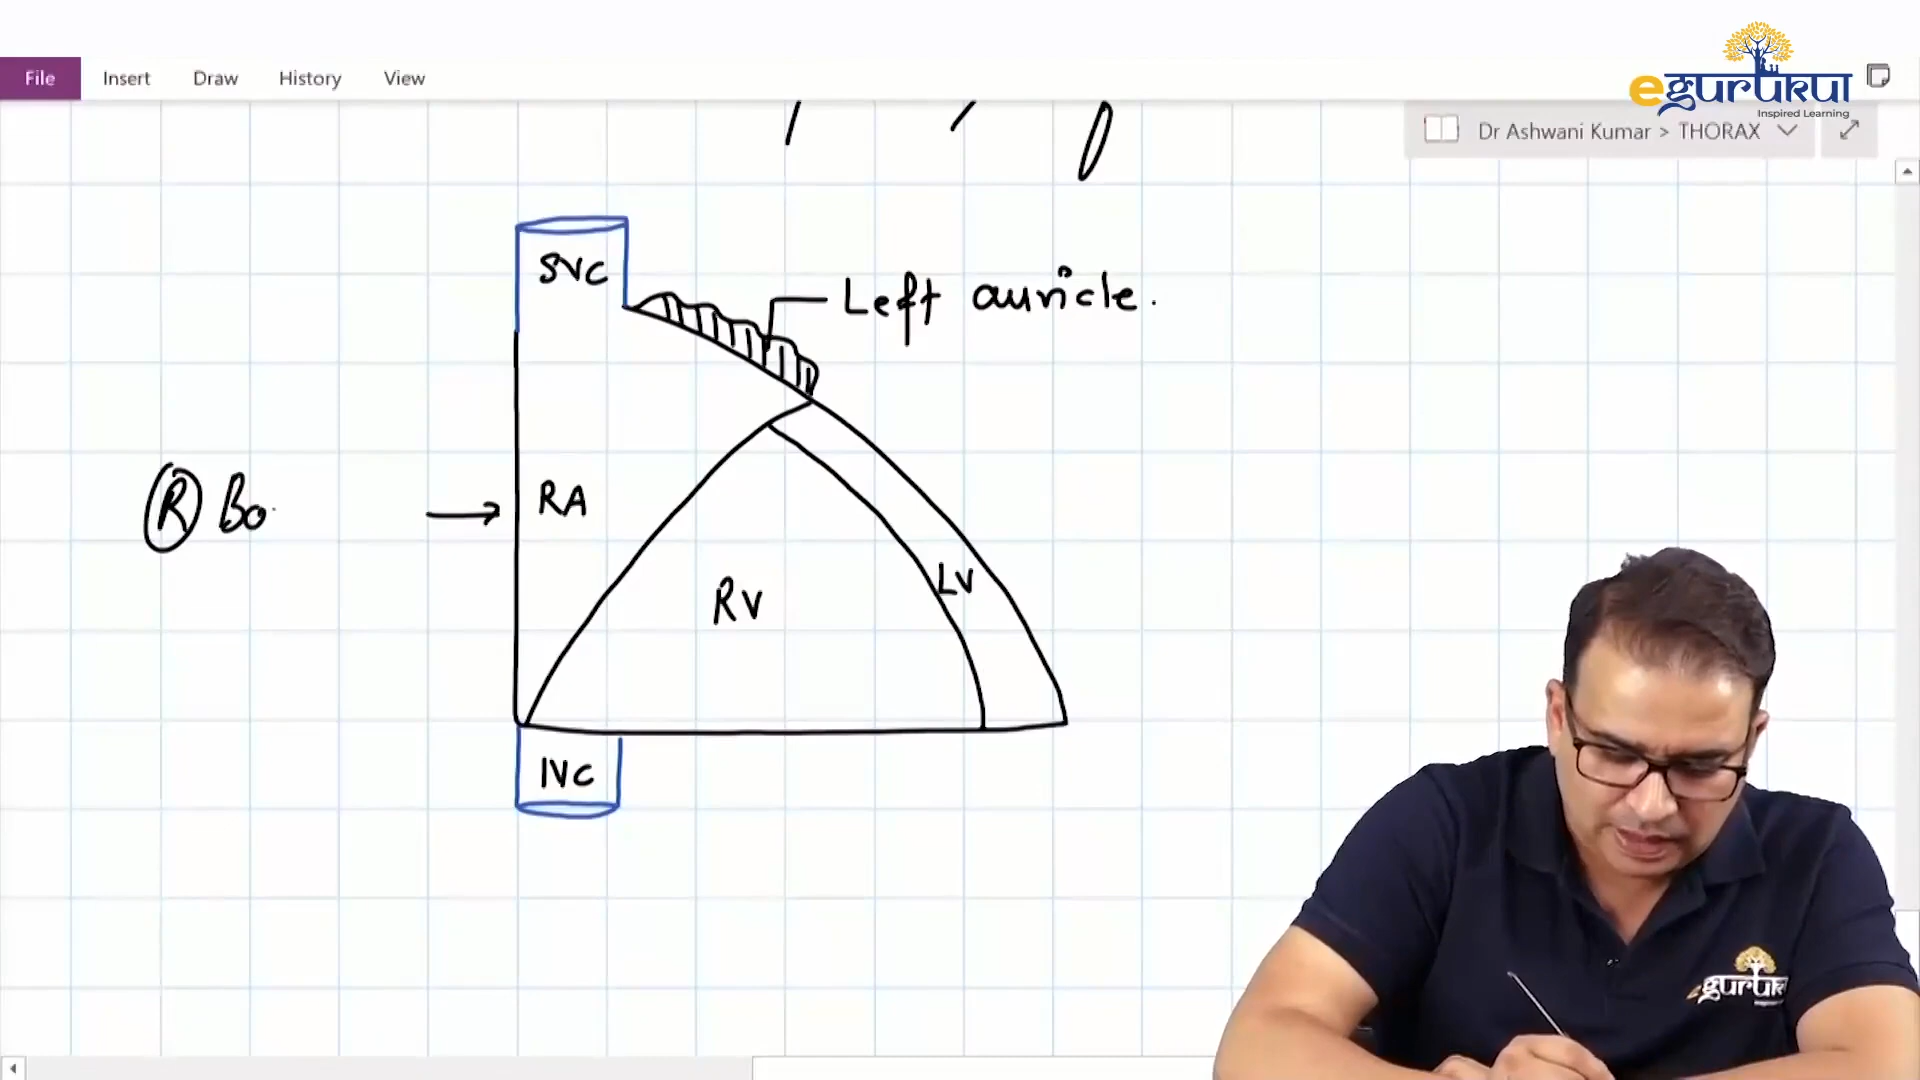 egurukul
Inspired Learning
File Insert Draw History View
Dr Ashwani Kumar > THORAX
SVC
Left auricle.
R Bo
RA
RV
LV
IVC
egurukul